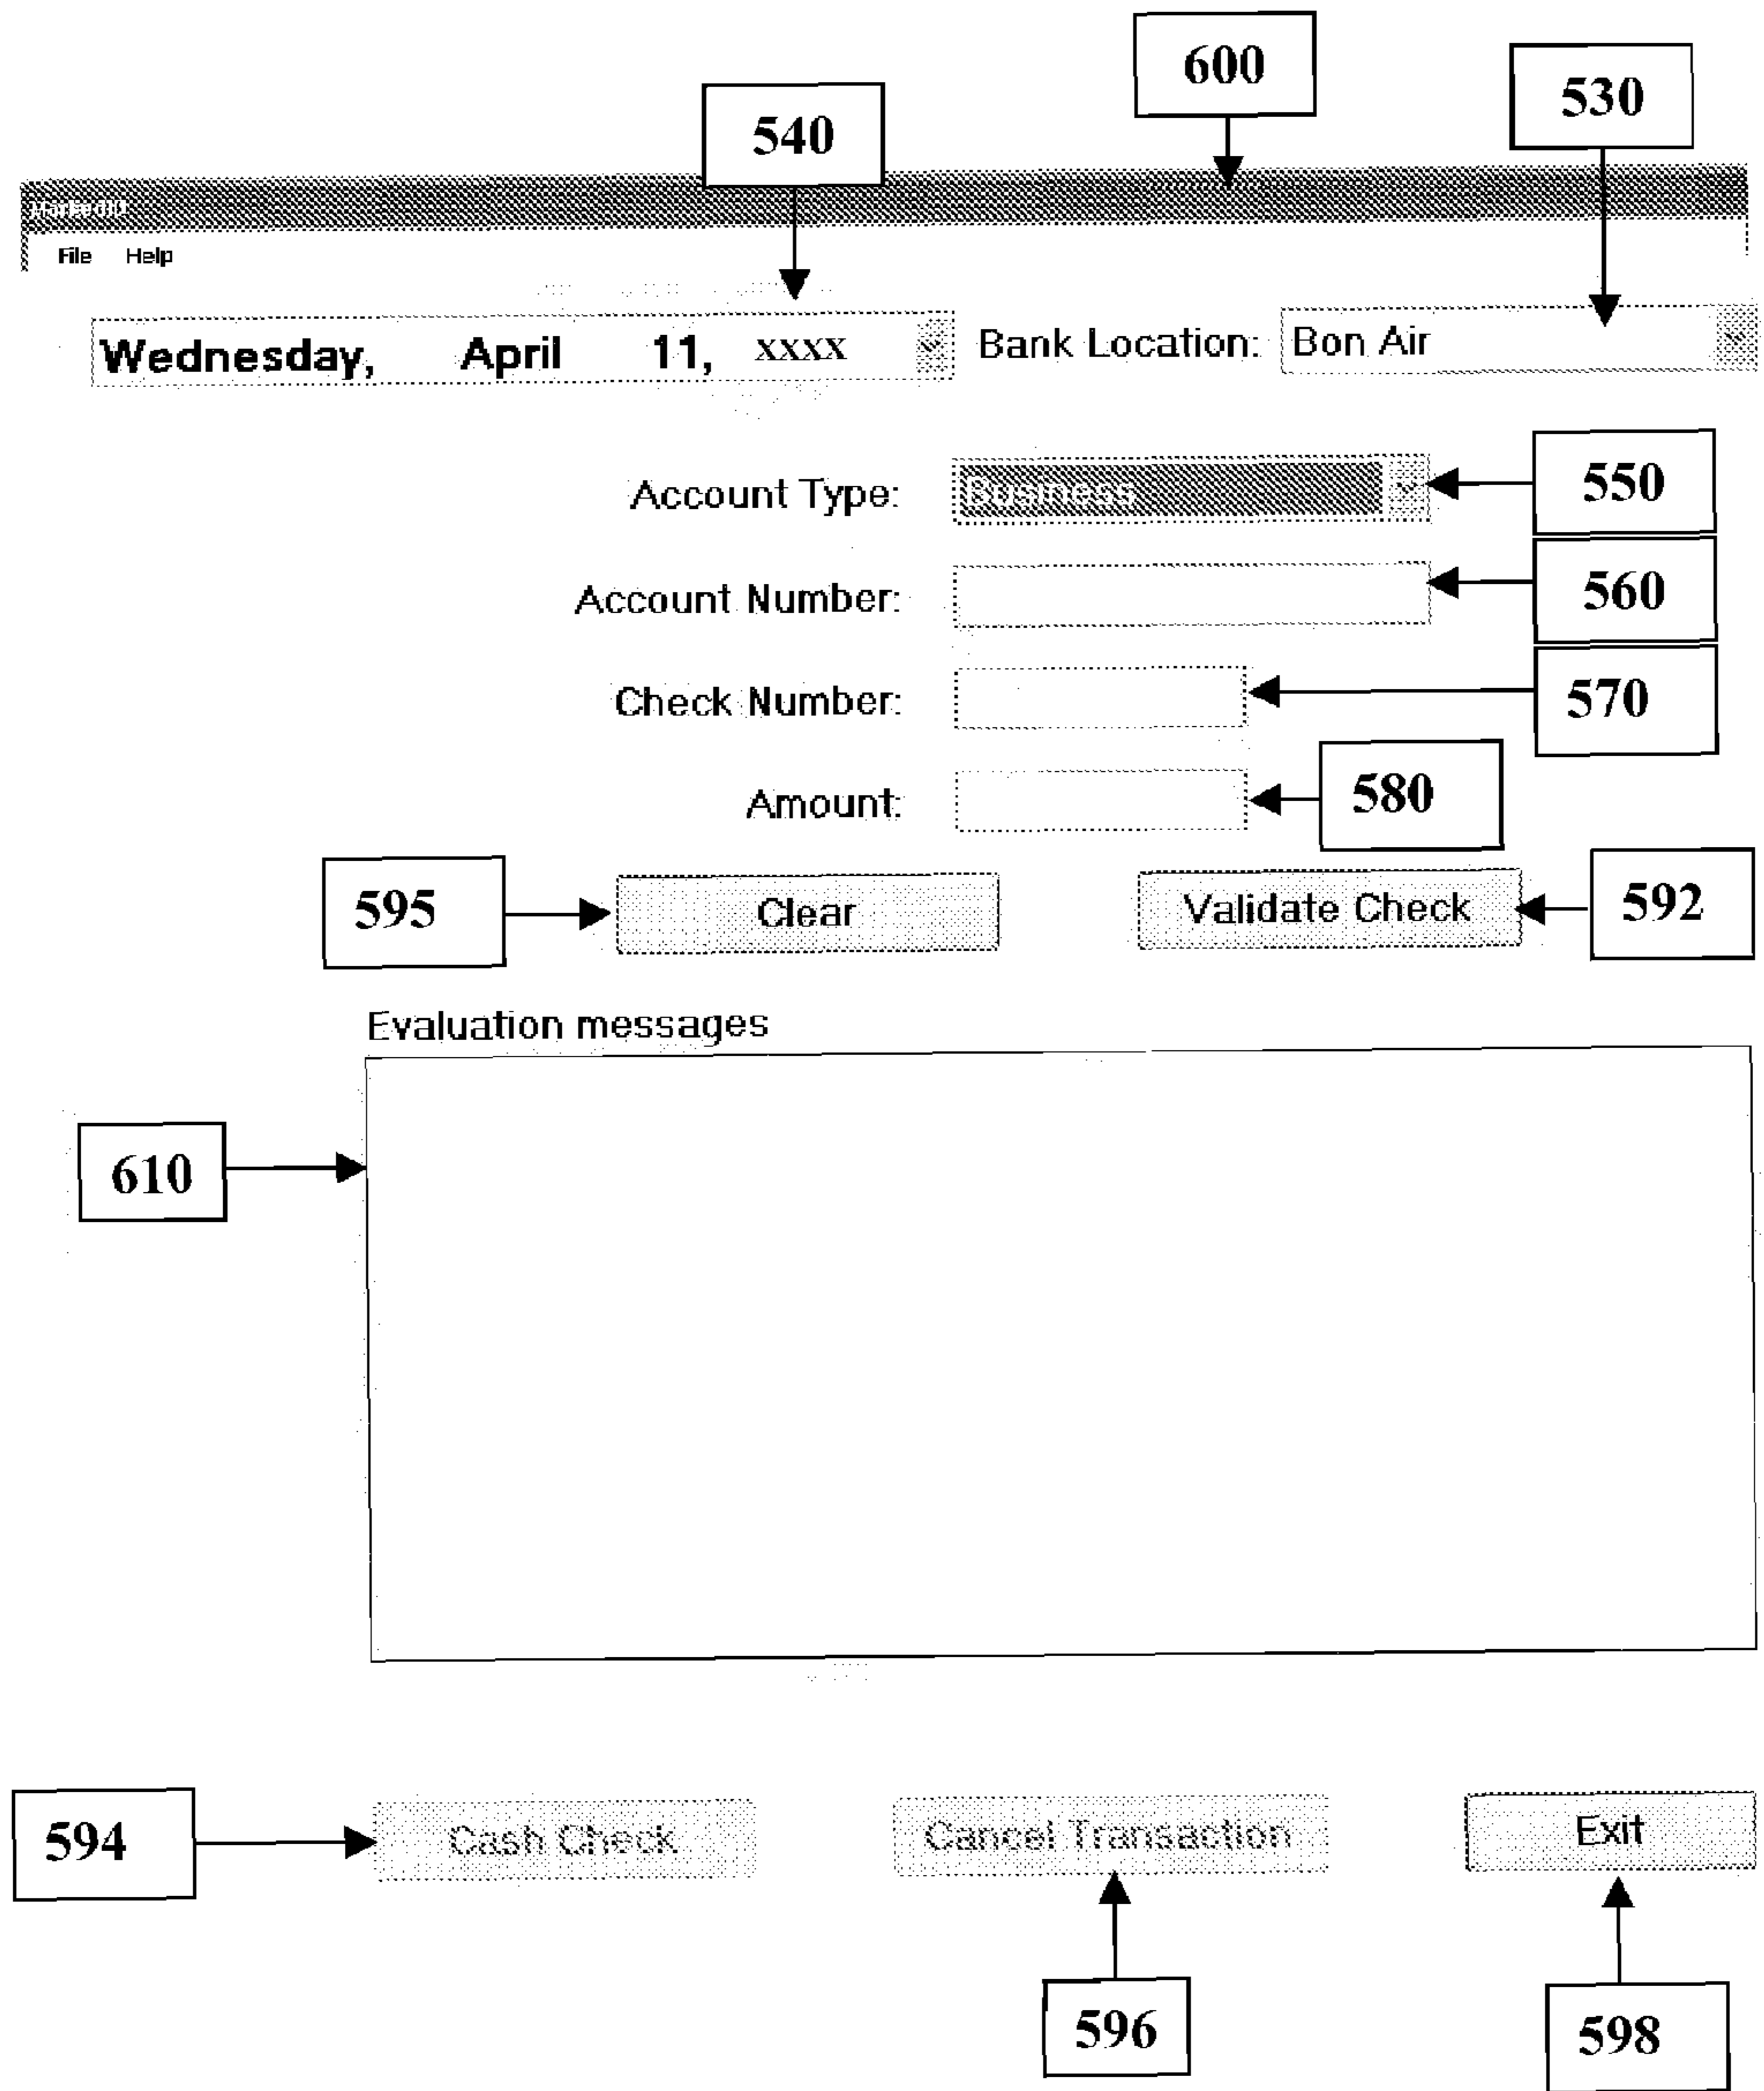 600
530
540
File Help
Wednesday, April 11, xxxx Bank Location: Bon Air
Account Type: Business 550
Account Number: 560
Check Number: 570
Amount: 580
595 Clear Validate Check 592
Evaluation messages
610
594 Cash Check Cancel Transaction Exit
596 598